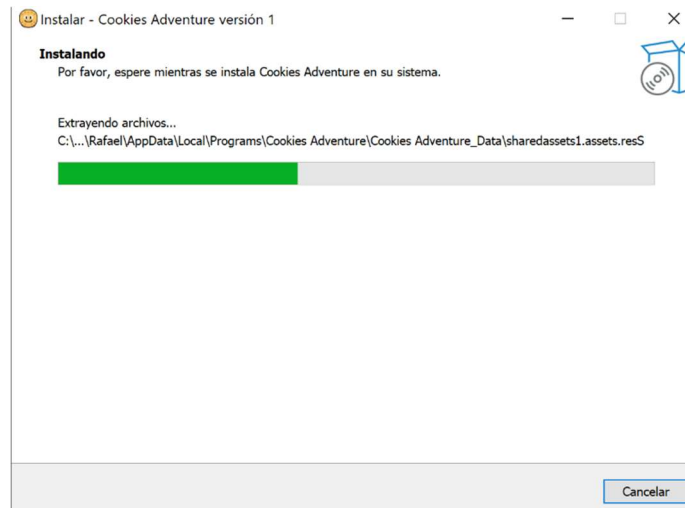 Instalar - Cookies Adventure versión 1
Instalando
Por favor, espere mientras se instala Cookies Adventure en su sistema.
Extrayendo archivos...
C:\...\Rafael\AppData\Local\Programs\Cookies Adventure\Cookies Adventure_Data\sharedassets1.assets.resS
Cancelar